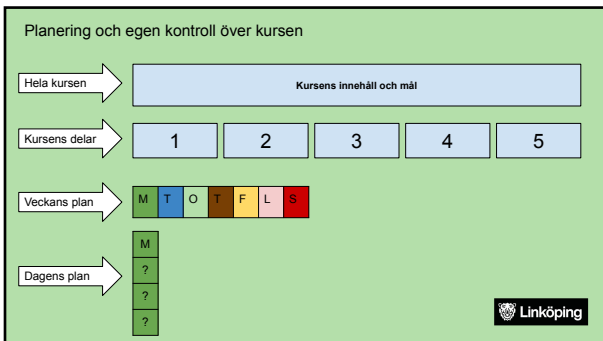 Planering och egen kontroll över kursen
Hela kursen
Kursens innehåll och mål
Kursens delar
1 2 3 4 5
Veckans plan
M T O T F L S
Dagens plan
M
?
?
?
Linköping